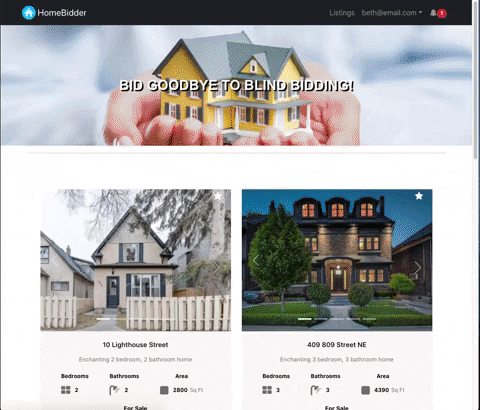 HomeBidder
Listings beth@email.com 1
BID GOODBYE TO BLIND BIDDING!
10 Lighthouse Street
Enchanting 2 bedroom, 2 bathroom home
Bedrooms Bathrooms Area
2 2 2800 Sq Ft
For Sale
409 809 Street NE
Enchanting 3 bedroom, 3 bathroom home
Bedrooms Bathrooms Area
3 3 4390 Sq Ft
For Sale